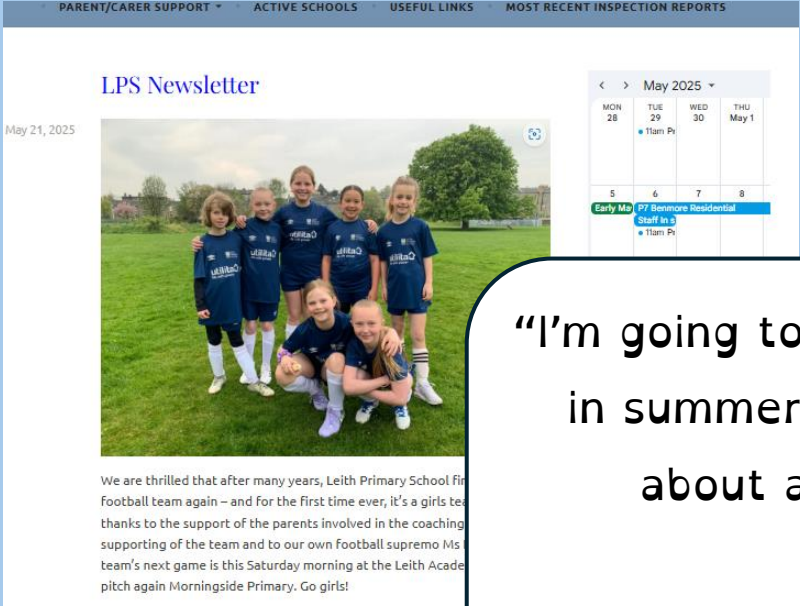 PARENT/CARER SUPPORT
ACTIVE SCHOOLS
USEFUL LINKS
MOST RECENT INSPECTION REPORTS
LPS Newsletter
May 21, 2025
May 2025
MON TUE WED THU
28 29 30 May 1
11am
5 6 7 8
Early P7 Benmore Residential
Staff In
11am
utilita
utilita
utilita
utilita
utilita
We are thrilled that after many years, Leith Primary School
football team again – and for the first time ever, it's a girls
thanks to the support of the parents involved in the coaching
supporting of the team and to our own football supremo Ms
team's next game is this Saturday morning at the Leith
pitch again Morningside Primary. Go girls!
“I'm going to
in summer
about a